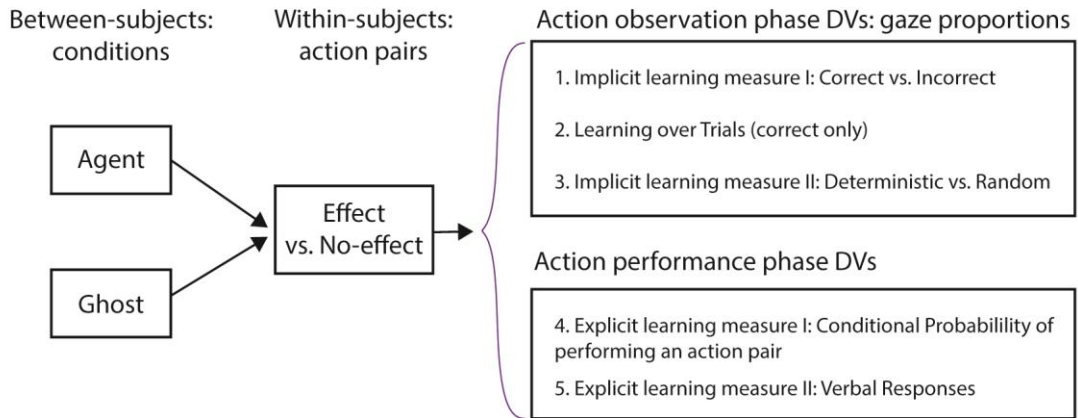 Between-subjects:
conditions
Within-subjects:
action pairs
Action observation phase DVs: gaze proportions
1. Implicit learning measure I: Correct vs. Incorrect
2. Learning over Trials (correct only)
3. Implicit learning measure II: Deterministic vs. Random
Agent
Ghost
Effect
vs. No-effect
Action performance phase DVs
4. Explicit learning measure I: Conditional Probabilility of
performing an action pair
5. Explicit learning measure II: Verbal Responses